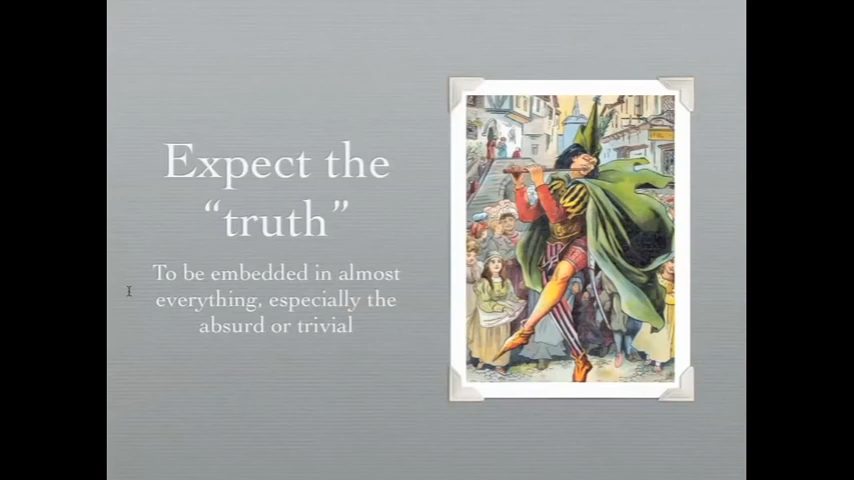 Expect the
“truth”
To be embedded in almost
everything, especially the
absurd or trivial